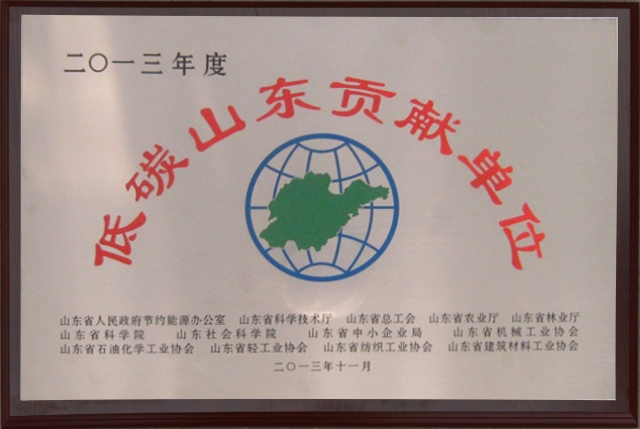 二〇一三年度
低碳山东贡献单位
山东省人民政府节约能源办公室 山东省科学技术厅 山东省总工会 山东省农业厅 山东省林业厅
山东省科学院 山东社会科学院 山东省中小企业局 山东省机械工业协会
山东省石油化学工业协会 山东省轻工业协会 山东省纺织工业协会 山东省建筑材料工业协会
二〇一三年十一月